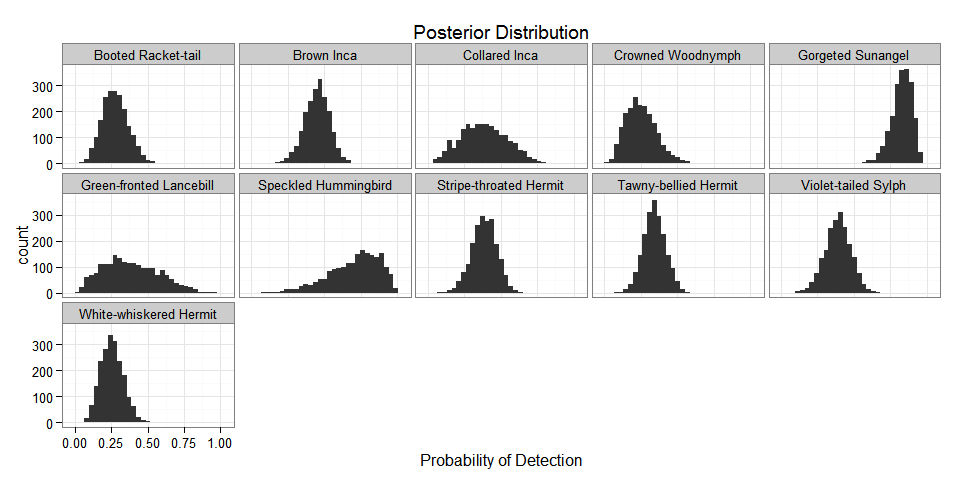 Posterior Distribution
Booted Racket-tail Brown Inca Collared Inca Crowned Woodnymph Gorgeted Sunangel
300
200
100
0
Green-fronted Lancebill Speckled Hummingbird Stripe-throated Hermit Tawny-bellied Hermit Violet-tailed Sylph
count
300
200
100
0
White-whiskered Hermit
300
200
100
0
0.00 0.25 0.50 0.75 1.00
Probability of Detection